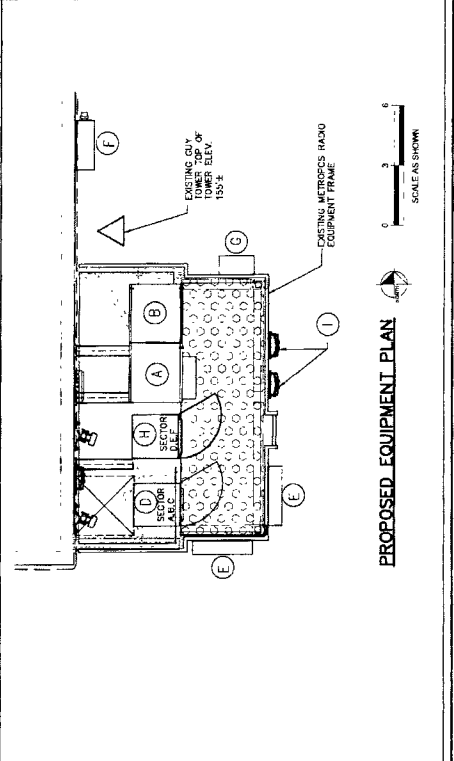 F
EXISTING GUY
TOWER TOP OF
TOWER ELEV.
155'±
G
EXISTING METROPCS RADIO
EQUIPMENT FRAME
B
A
H
SECTOR
D,E,F
D
SECTOR
A,B,C
E
E
I
0 3 6
SCALE AS SHOWN
PROPOSED EQUIPMENT PLAN